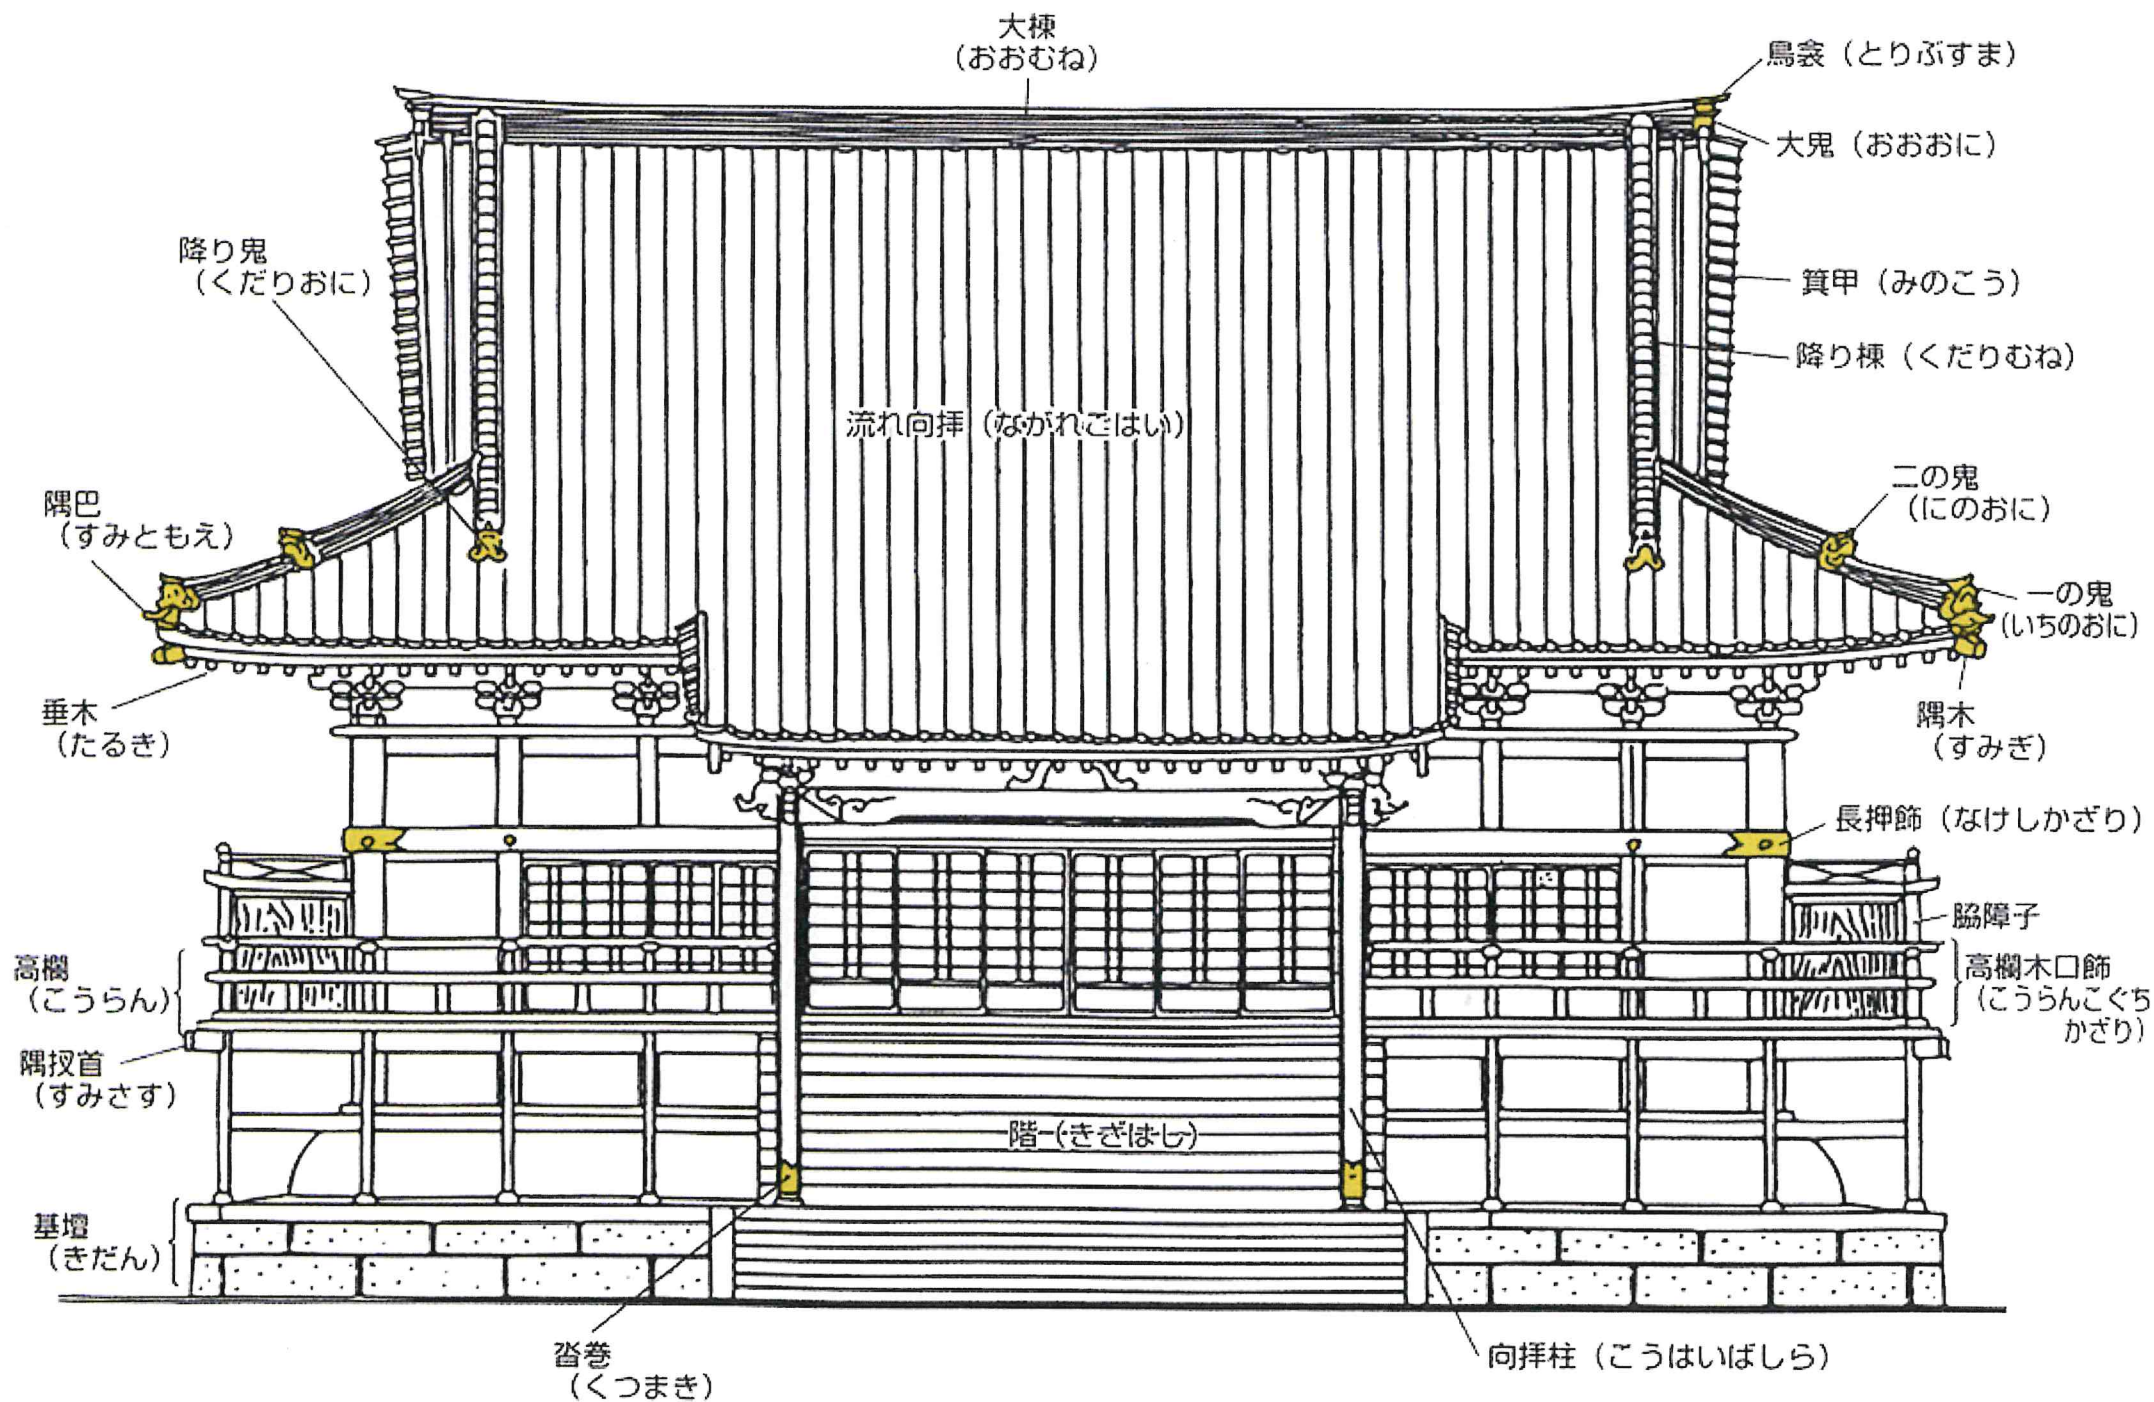 大棟
（おおむね）
鳥衾（とりぶすま）
大鬼（おおおに）
降り鬼
（くだりおに）
箕甲（みのこう）
降り棟（くだりむね）
流れ向拝（ながれごはい）
二の鬼
（にのおに）
隅巴
（すみともえ）
一の鬼
（いちのおに）
垂木
（たるき）
隅木
（すみぎ）
長押飾（なけしかざり）
脇障子
高欄
（こうらん）
高欄木口飾
（こうらんこぐち
かざり）
隅扠首
（すみさす）
階（きざはし）
基壇
（きだん）
沓巻
（くつまき）
向拝柱（こうはいばしら）